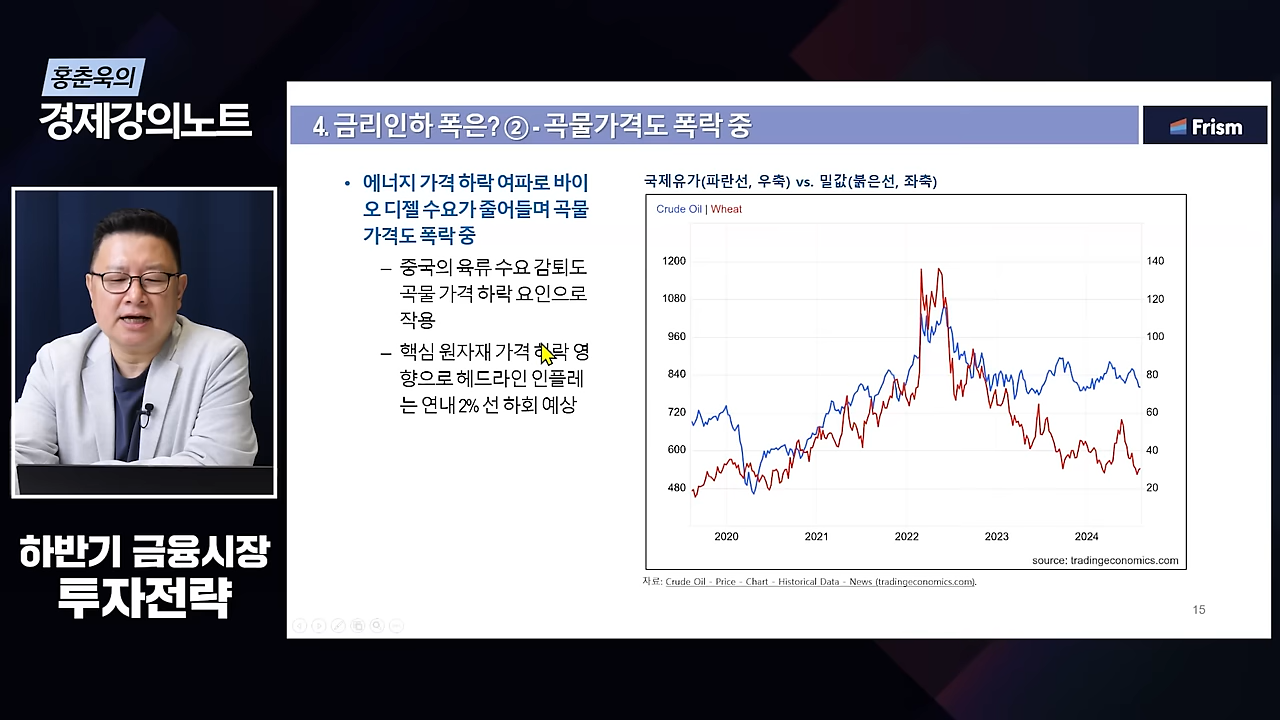 홍춘욱의
경제강의노트
하반기 금융시장
투자전략
4. 금리인하 폭은? ② - 곡물가격도 폭락 중
Frism
• 에너지 가격 하락 여파로 바이
오 디젤 수요가 줄어들며 곡물
가격도 폭락 중
– 중국의 육류 수요 감퇴도
곡물 가격 하락 요인으로
작용
– 핵심 원자재 가격 하락 영
향으로 헤드라인 인플레
는 연내 2% 선 하회 예상
국제유가(파란선, 우축) vs. 밀값(붉은선, 좌축)
Crude Oil | Wheat
1200 140
1080 120
960 100
840 80
720 60
600 40
480 20
2020 2021 2022 2023 2024
source: tradingeconomics.com
자료: Crude Oil - Price - Chart - Historical Data - News (tradingeconomics.com).
15